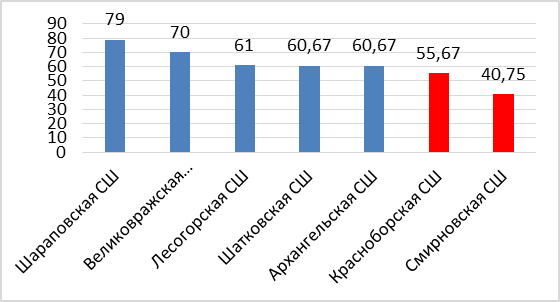 90
80
70
60
50
40
30
20
10
0
79
70
61
60,67
60,67
55,67
40,75
Шараповская СШ
Великовражская...
Лесогорская СШ
Шатковская СШ
Архангельская СШ
Красноборская СШ
Смирновская СШ